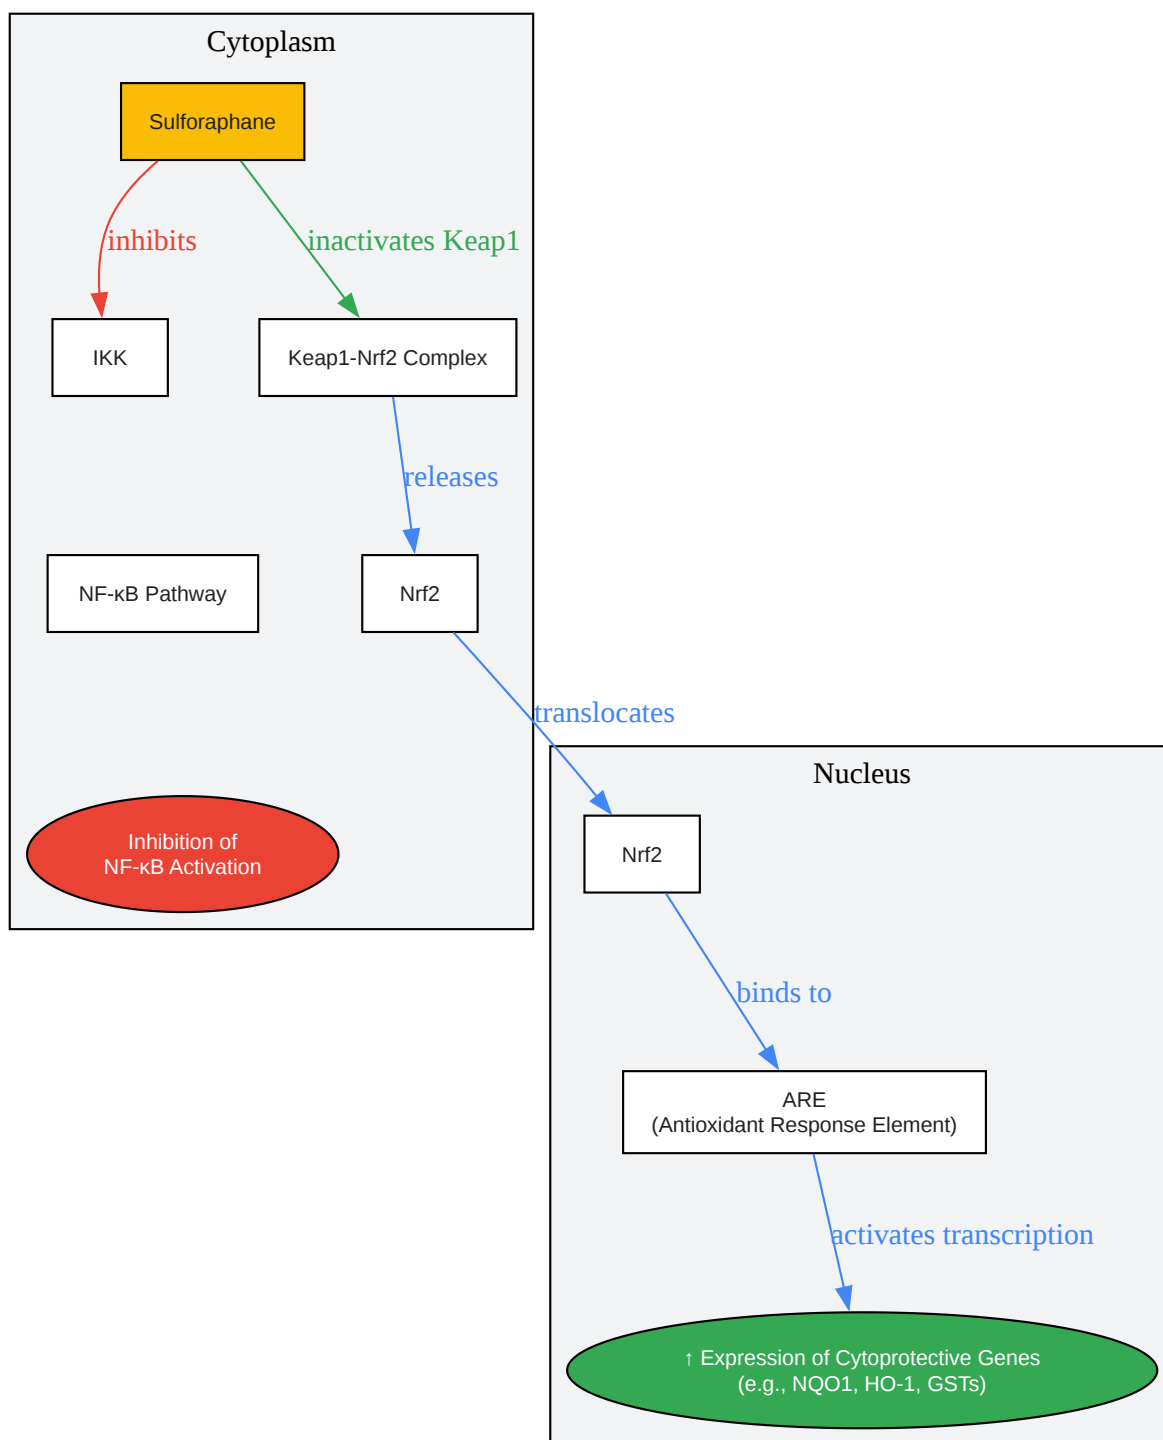 Cytoplasm
Sulforaphane
inhibits
inactivates Keap1
IKK
Keap1-Nrf2 Complex
releases
NF-κB Pathway
Nrf2
translocates
Nucleus
Inhibition of
NF-κB Activation
Nrf2
binds to
ARE
(Antioxidant Response Element)
activates transcription
↑ Expression of Cytoprotective Genes
(e.g., NQO1, HO-1, GSTs)